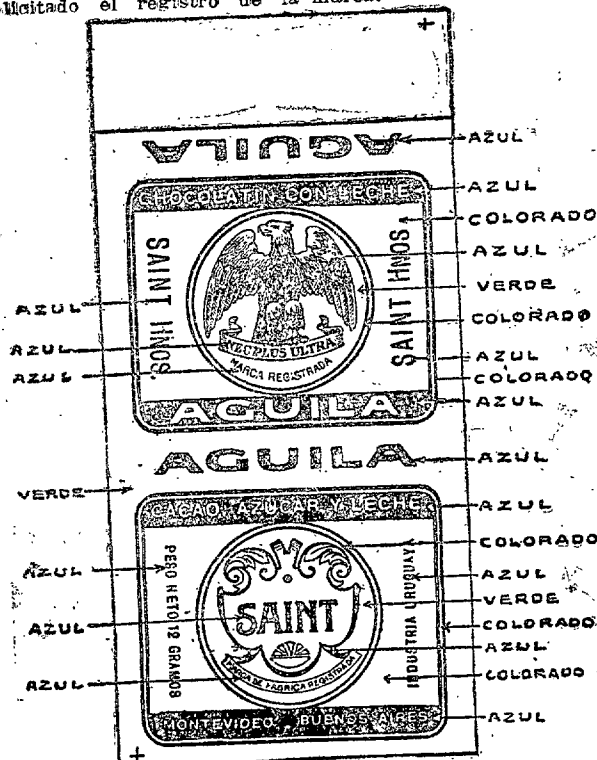 el registro de la
AGUILA
AZUL
CHOCOLATIN CON LECHE
AZUL
COLORADO
SAINT HNOS.
SAINT HNOS
AZUL
VERDE
AZUL
COLORADO
AZUL
NEC PLUS ULTRA
AZUL
AZUL
MARCA REGISTRADA
COLORADO
AGUILA
AZUL
AGUILA
AZUL
VERDE
CACAO AZUCAR Y LECHE
AZUL
COLORADO
AZUL
PESO NETO 12 GRAMOS
INDUSTRIA URUGUAYA
AZUL
VERDE
AZUL
SAINT
COLORADO
AZUL
MARCA DE FABRICA REGISTRADA
AZUL
COLORADO
MONTEVIDEO BUENOS AIRES
AZUL